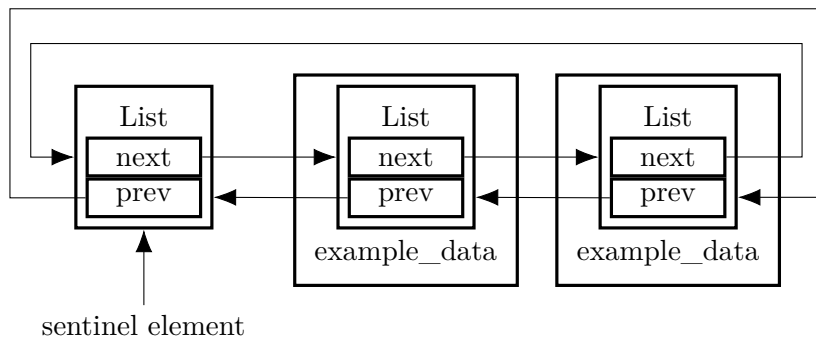 List
next
prev
List
next
prev
example_data
List
next
prev
example_data
sentinel element